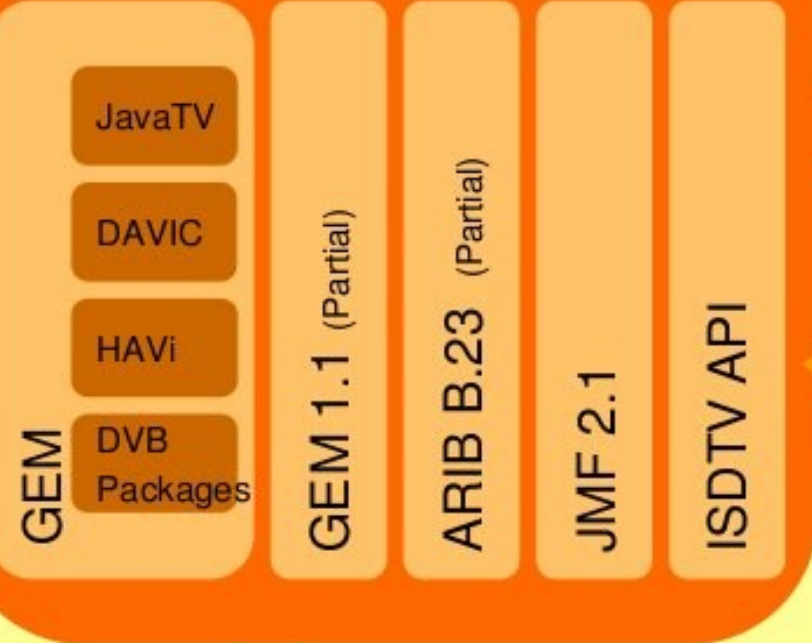 GEM
JavaTV
DAVIC
HAVi
DVB
Packages
GEM 1.1 (Partial)
ARIB B.23 (Partial)
JMF 2.1
ISDTV API